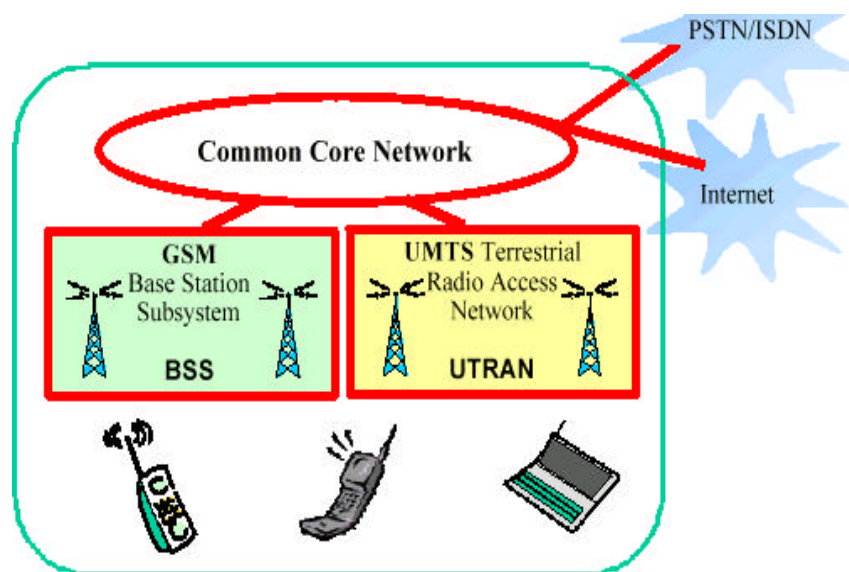 PSTN/ISDN
Common Core Network
Internet
GSM
Base Station
Subsystem
BSS
UMTS Terrestrial
Radio Access
Network
UTRAN